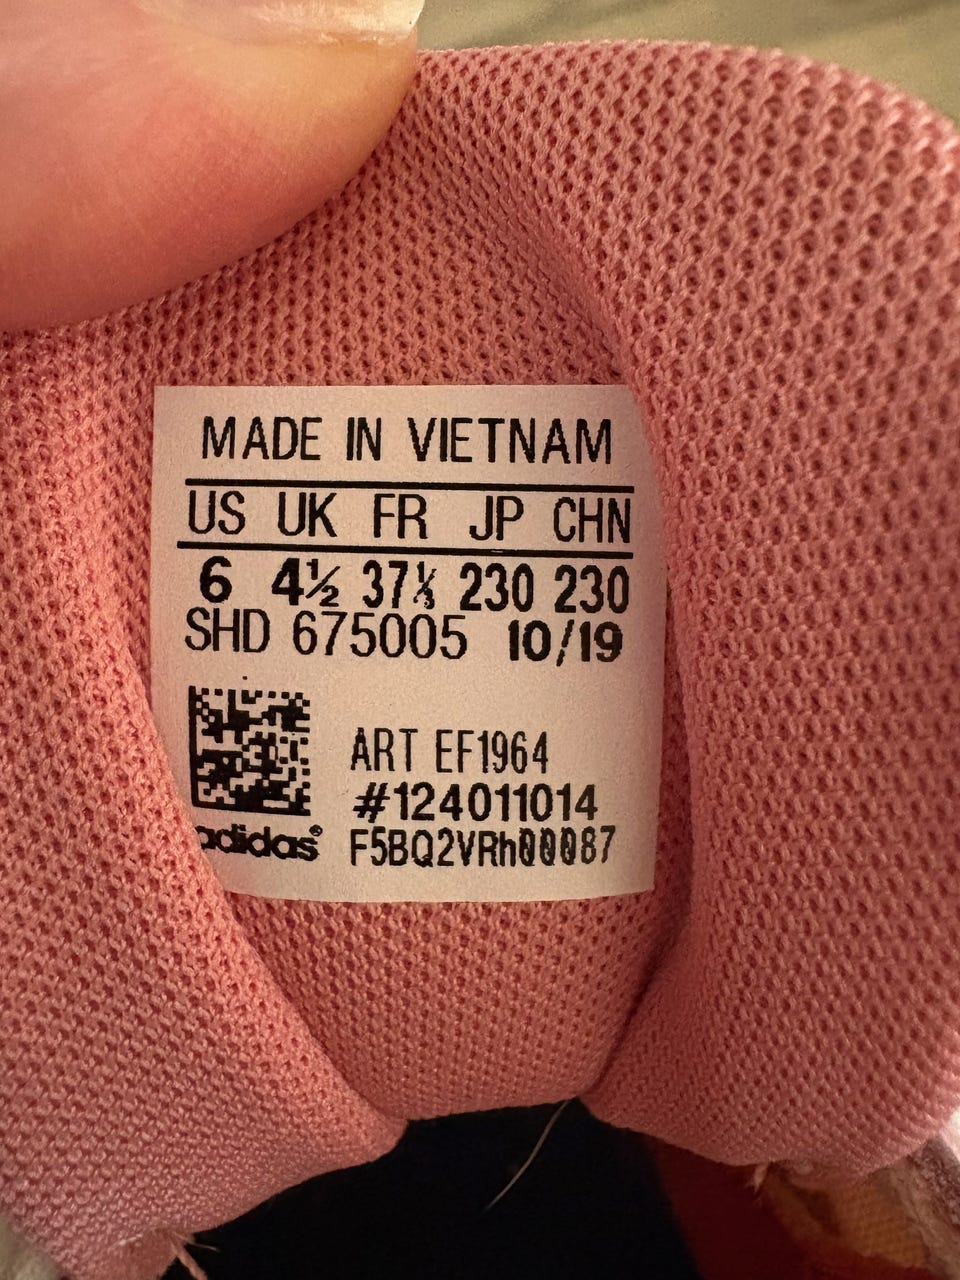 MADE IN VIETNAM
US UK FR JP CHN
6 4½ 37⅓ 230 230
SHD 675005 10/19
ART EF1964
#124011014
adidas® F5BQ2VRh00087